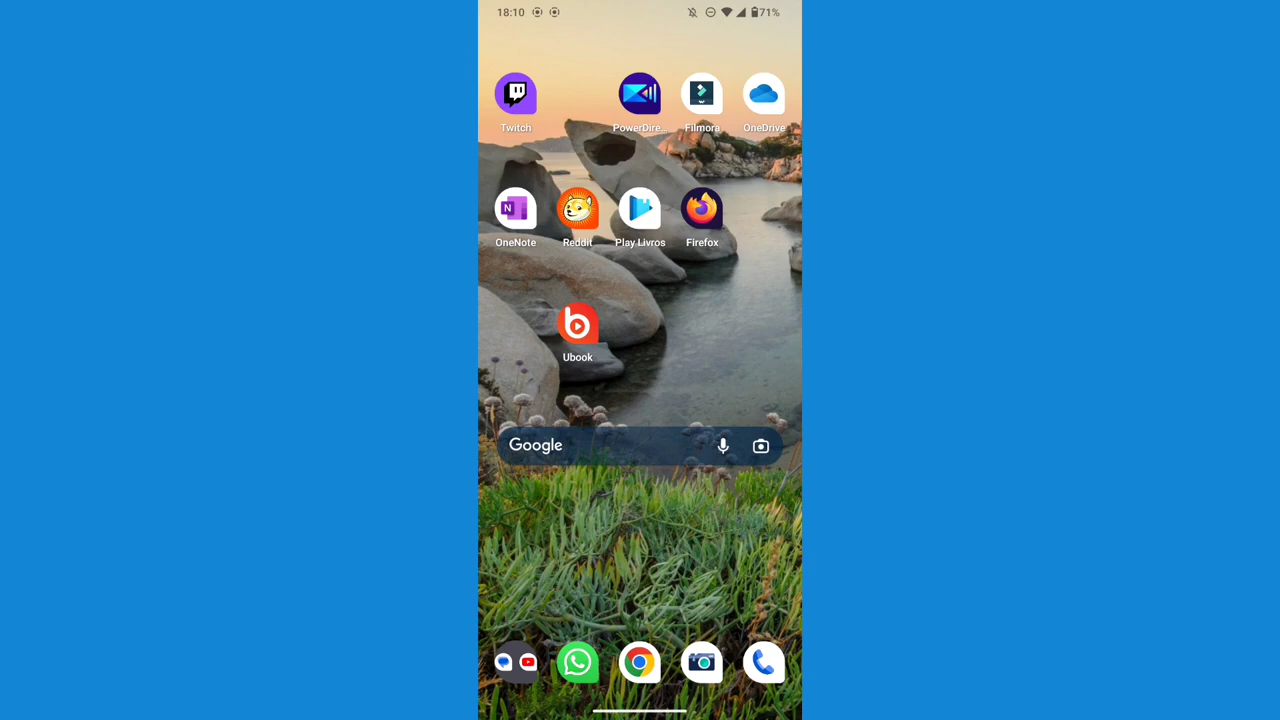 18:10 71%
Twitch PowerDire... Filmora OneDrive
N
OneNote Reddit Play Livros Firefox
b
Ubook
Google